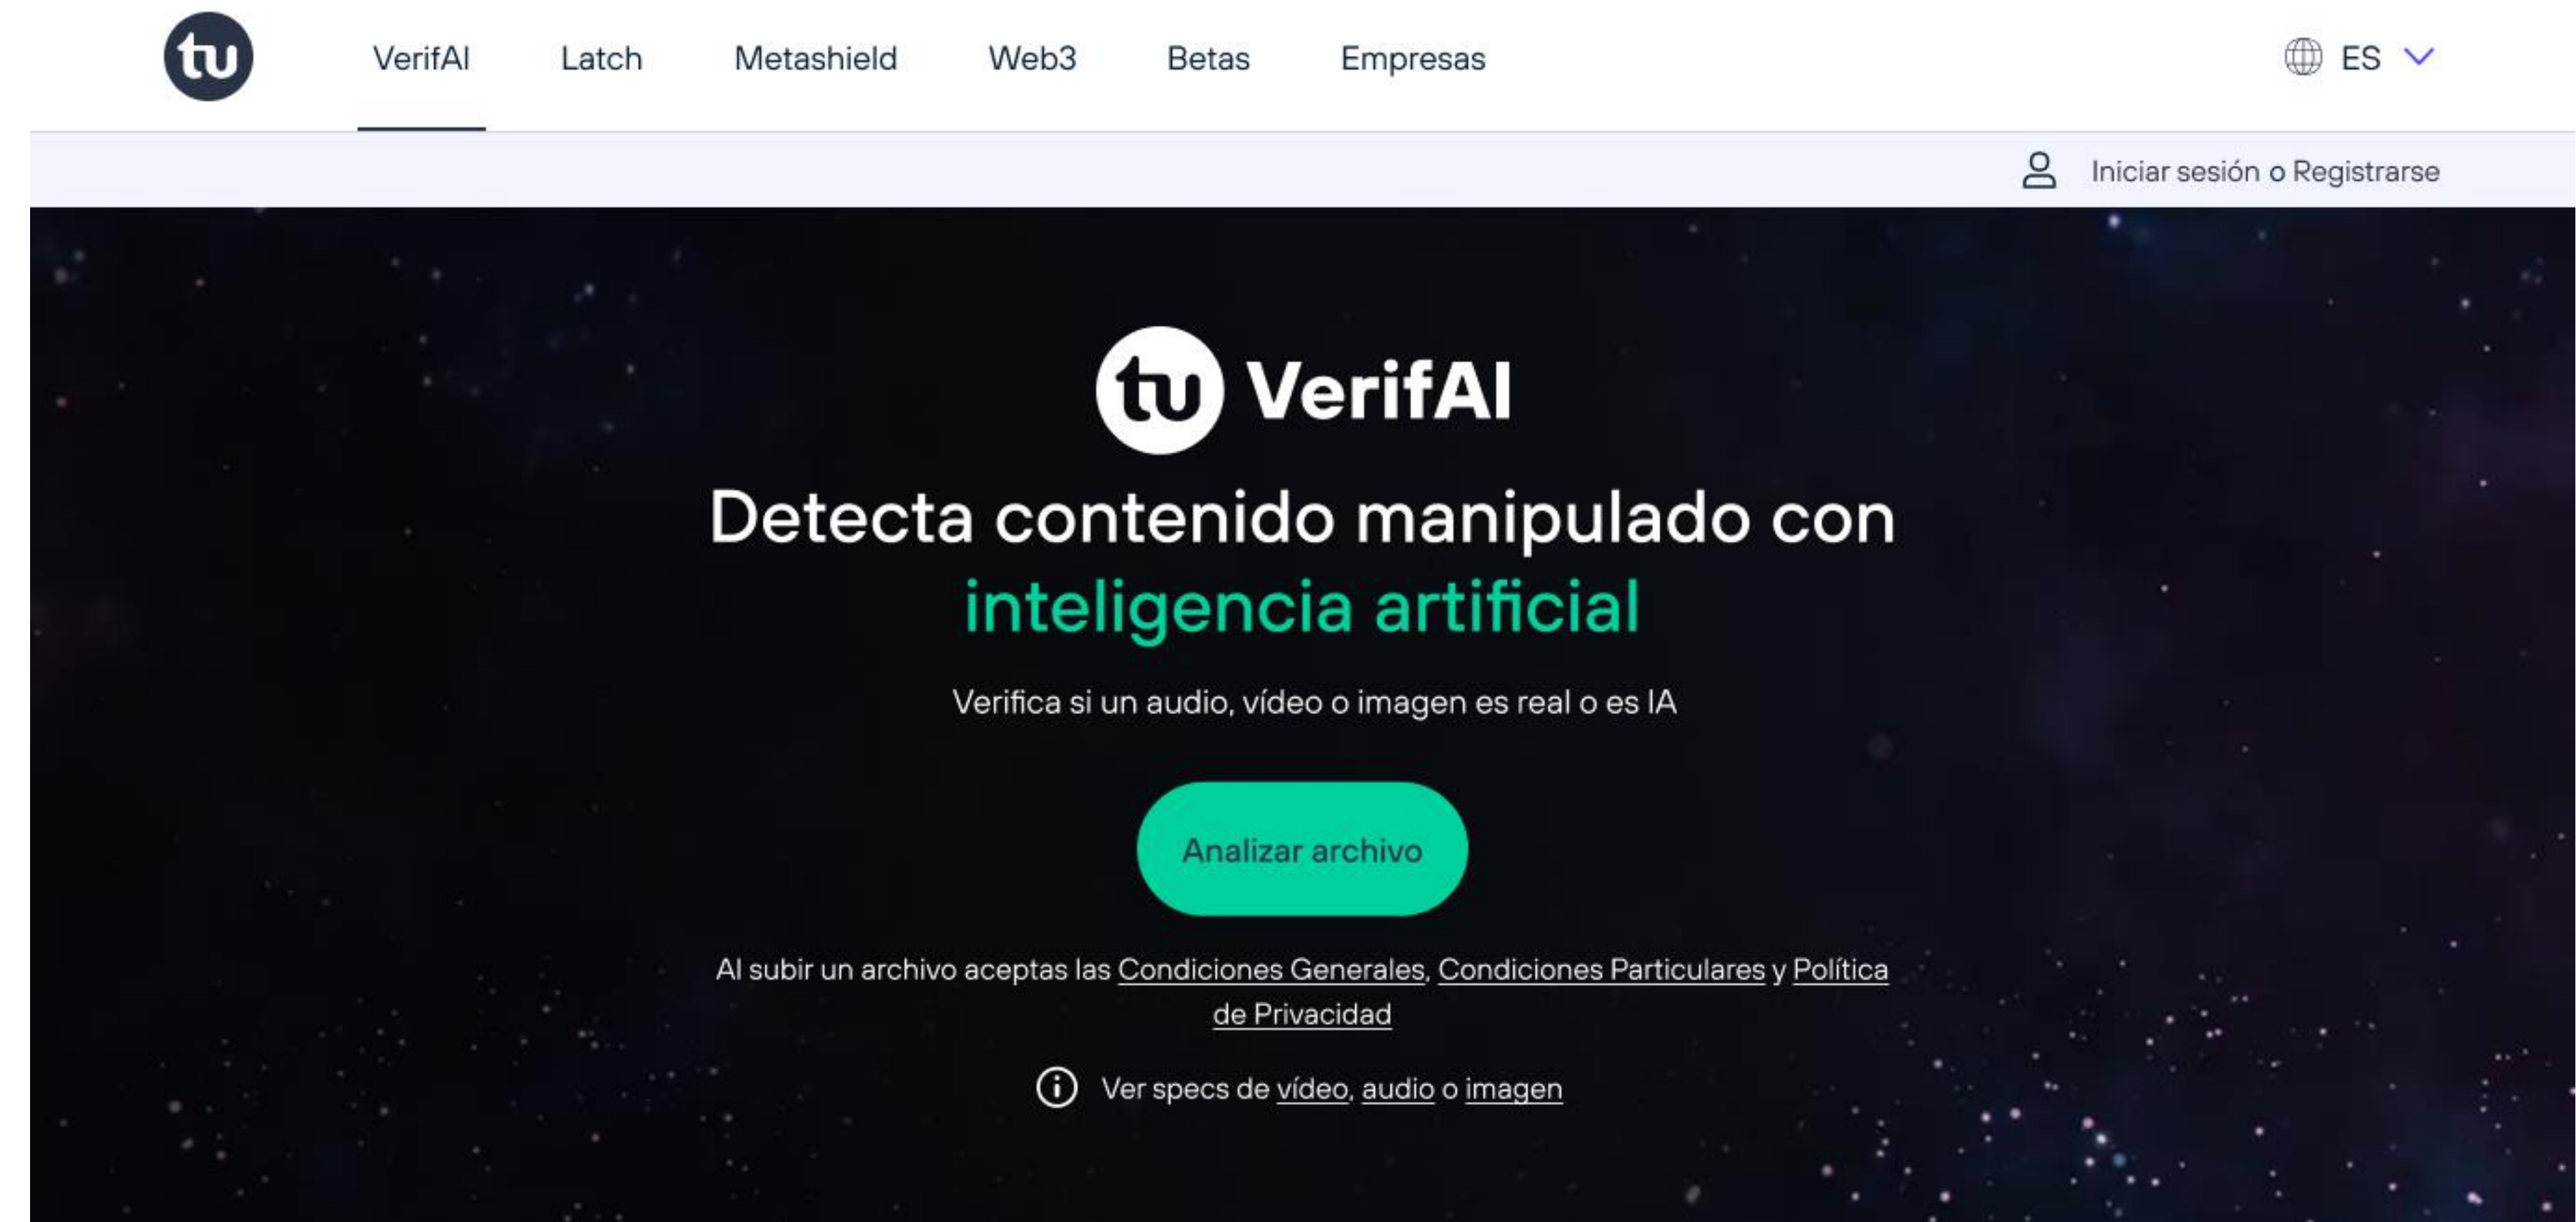 tu VerifAI Latch Metashield Web3 Betas Empresas ES
Iniciar sesión o Registrarse
tu VerifAI
Detecta contenido manipulado con
inteligencia artificial
Verifica si un audio, vídeo o imagen es real o es IA
Analizar archivo
Al subir un archivo aceptas las Condiciones Generales, Condiciones Particulares y Política
de Privacidad
Ver specs de vídeo, audio o imagen